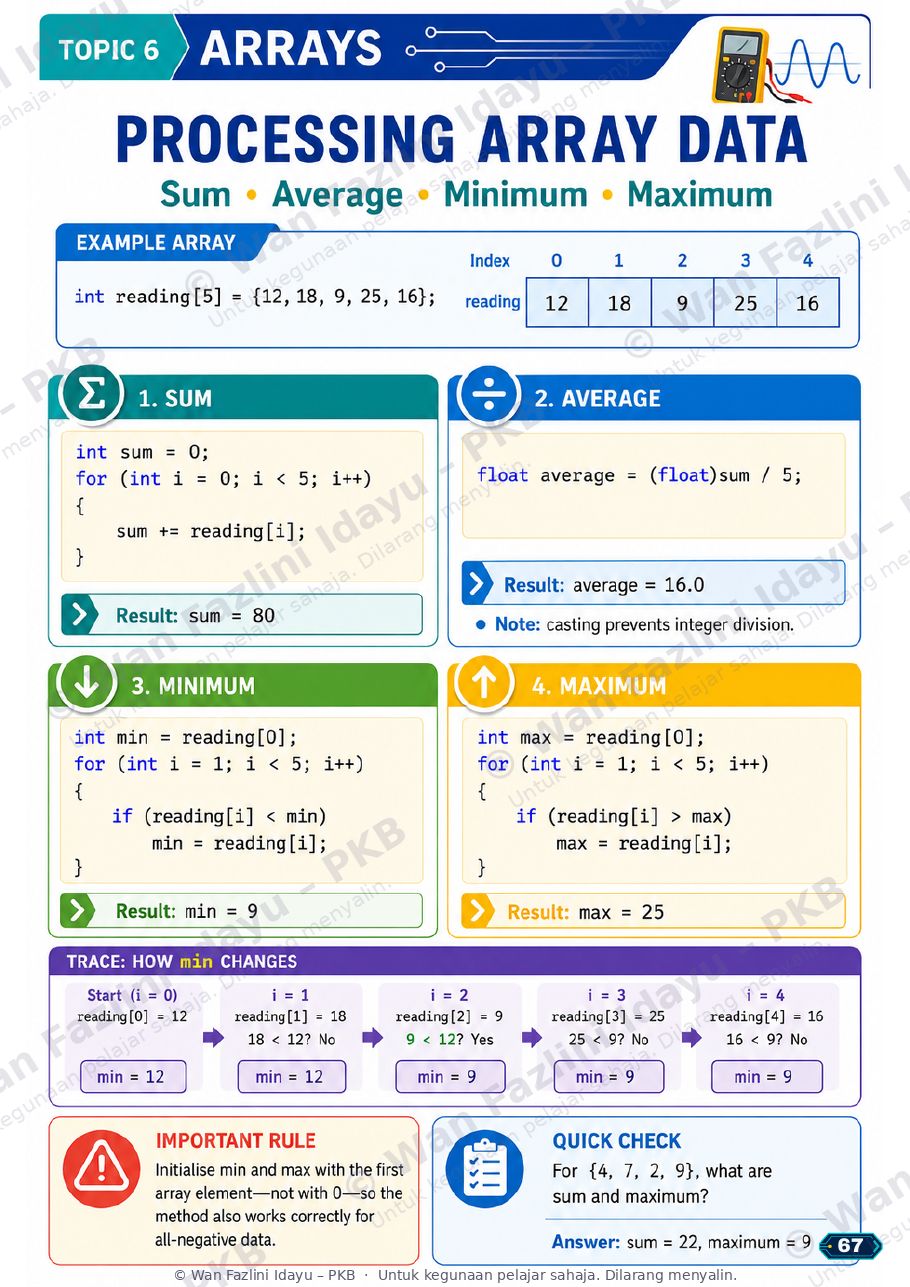 TOPIC 6
ARRAYS
PROCESSING ARRAY DATA
Sum • Average • Minimum • Maximum
EXAMPLE ARRAY
int reading[5] = {12, 18, 9, 25, 16};
Index 0 1 2 3 4
reading 12 18 9 25 16
Σ 1. SUM
int sum = 0;
for (int i = 0; i < 5; i++)
{
sum += reading[i];
}
Result: sum = 80
÷ 2. AVERAGE
float average = (float)sum / 5;
Result: average = 16.0
• Note: casting prevents integer division.
3. MINIMUM
int min = reading[0];
for (int i = 1; i < 5; i++)
{
if (reading[i] < min)
min = reading[i];
}
Result: min = 9
4. MAXIMUM
int max = reading[0];
for (int i = 1; i < 5; i++)
{
if (reading[i] > max)
max = reading[i];
}
Result: max = 25
TRACE: HOW min CHANGES
Start (i = 0)
reading[0] = 12
min = 12
i = 1
reading[1] = 18
18 < 12? No
min = 12
i = 2
reading[2] = 9
9 < 12? Yes
min = 9
i = 3
reading[3] = 25
25 < 9? No
min = 9
i = 4
reading[4] = 16
16 < 9? No
min = 9
IMPORTANT RULE
Initialise min and max with the first
array element—not with 0—so the
method also works correctly for
all-negative data.
QUICK CHECK
For {4, 7, 2, 9}, what are
sum and maximum?
Answer: sum = 22, maximum = 9
67
© Wan Fazlini Idayu – PKB · Untuk kegunaan pelajar sahaja. Dilarang menyalin.
© Wan Fazlini Idayu – PKB
Untuk kegunaan pelajar sahaja. Dilarang menyalin.